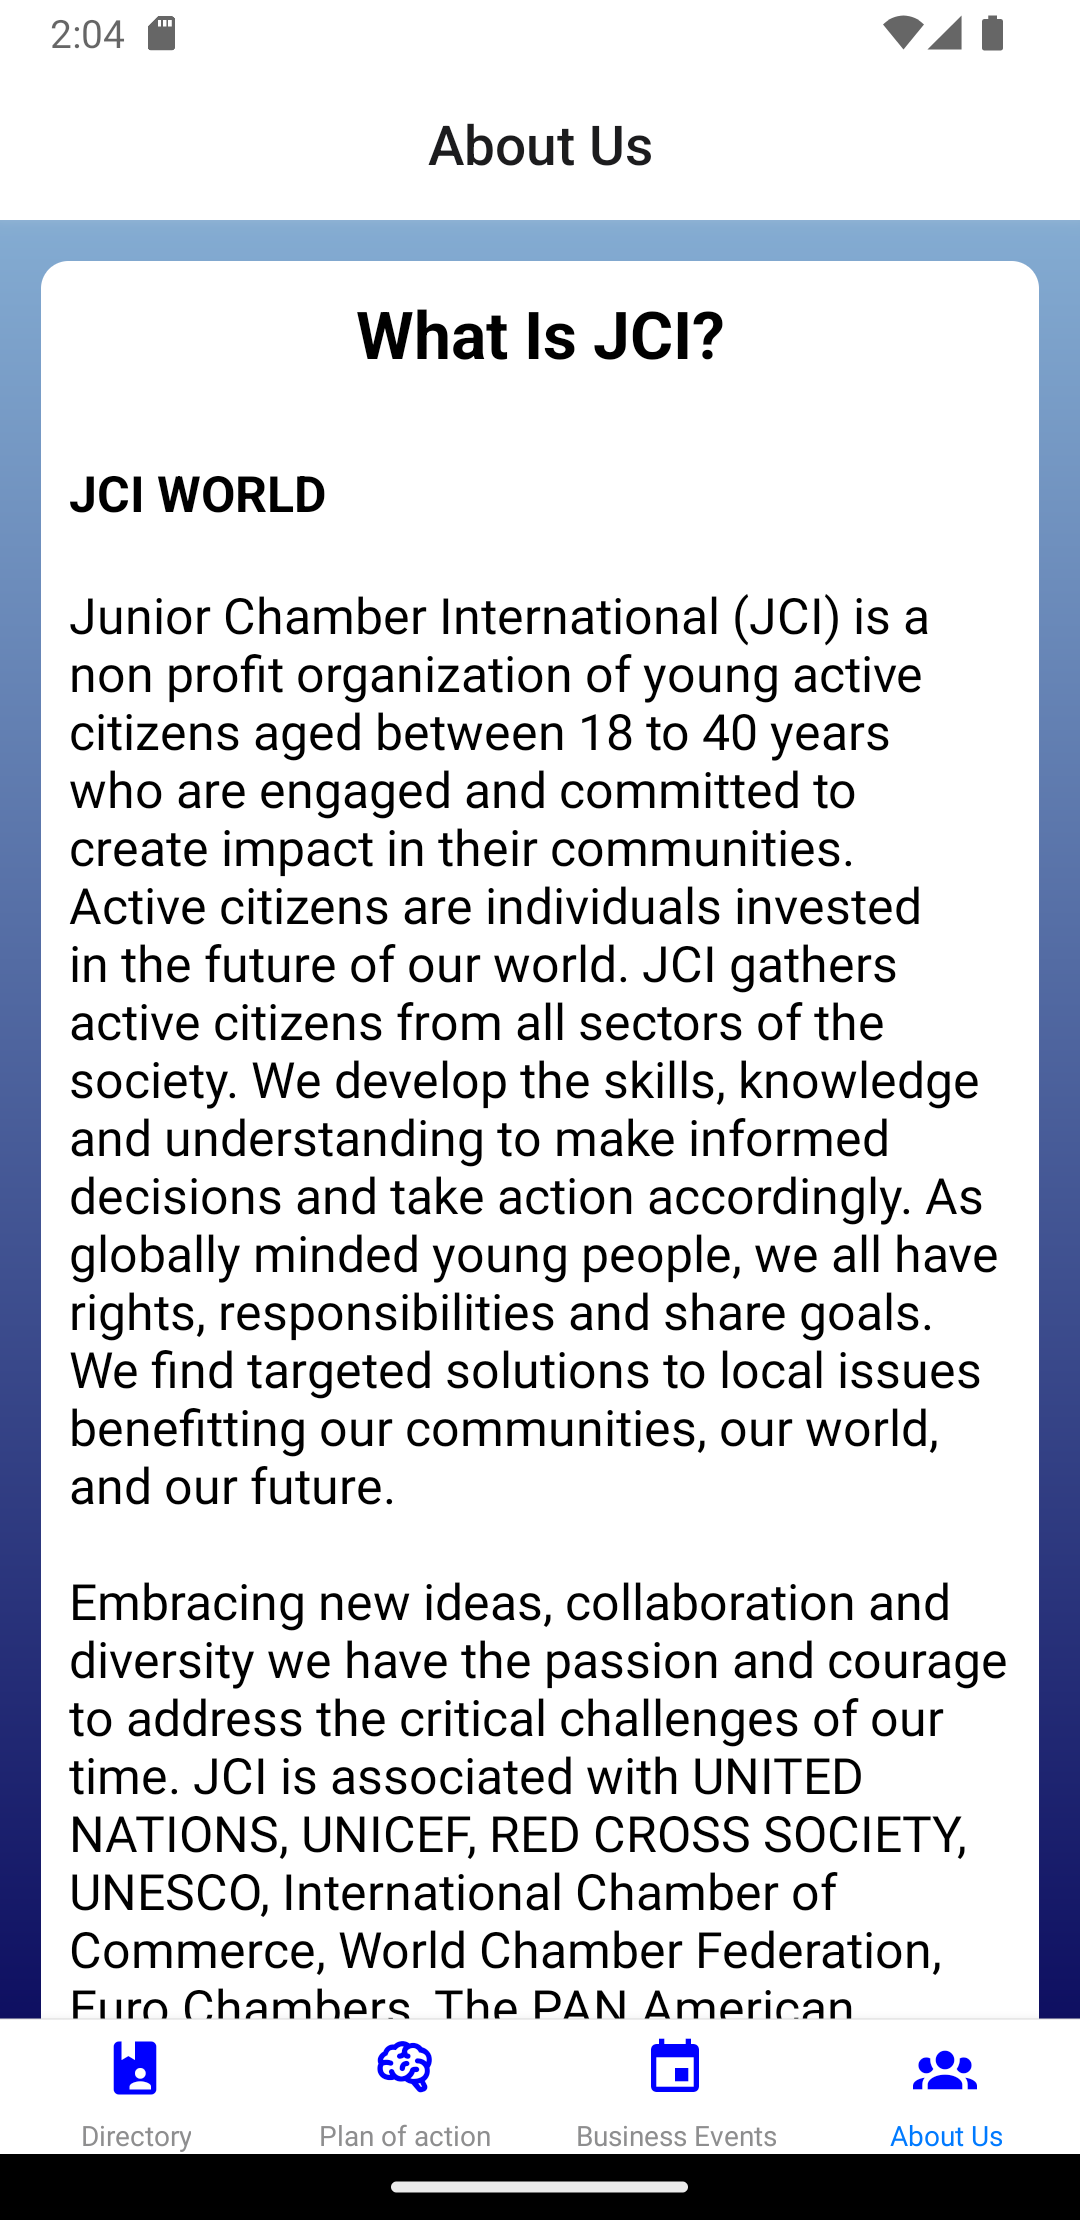 2:04
About Us
What Is JCI?
JCI WORLD
Junior Chamber International (JCI) is a
non profit organization of young active
citizens aged between 18 to 40 years
who are engaged and committed to
create impact in their communities.
Active citizens are individuals invested
in the future of our world. JCI gathers
active citizens from all sectors of the
society. We develop the skills, knowledge
and understanding to make informed
decisions and take action accordingly. As
globally minded young people, we all have
rights, responsibilities and share goals.
We find targeted solutions to local issues
benefitting our communities, our world,
and our future.
Embracing new ideas, collaboration and
diversity we have the passion and courage
to address the critical challenges of our
time. JCI is associated with UNITED
NATIONS, UNICEF, RED CROSS SOCIETY,
UNESCO, International Chamber of
Commerce, World Chamber Federation,
Euro Chambers, The PAN American
Directory
Plan of action
Business Events
About Us